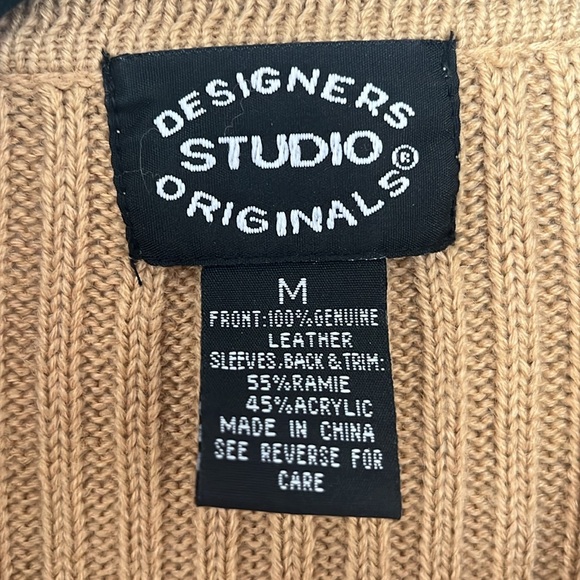 DESIGNERS
STUDIO
ORIGINALS®
M
FRONT:100%GENUINE
LEATHER
SLEEVES,BACK&TRIM:
55%RAMIE
45%ACRYLIC
MADE IN CHINA
SEE REVERSE FOR
CARE